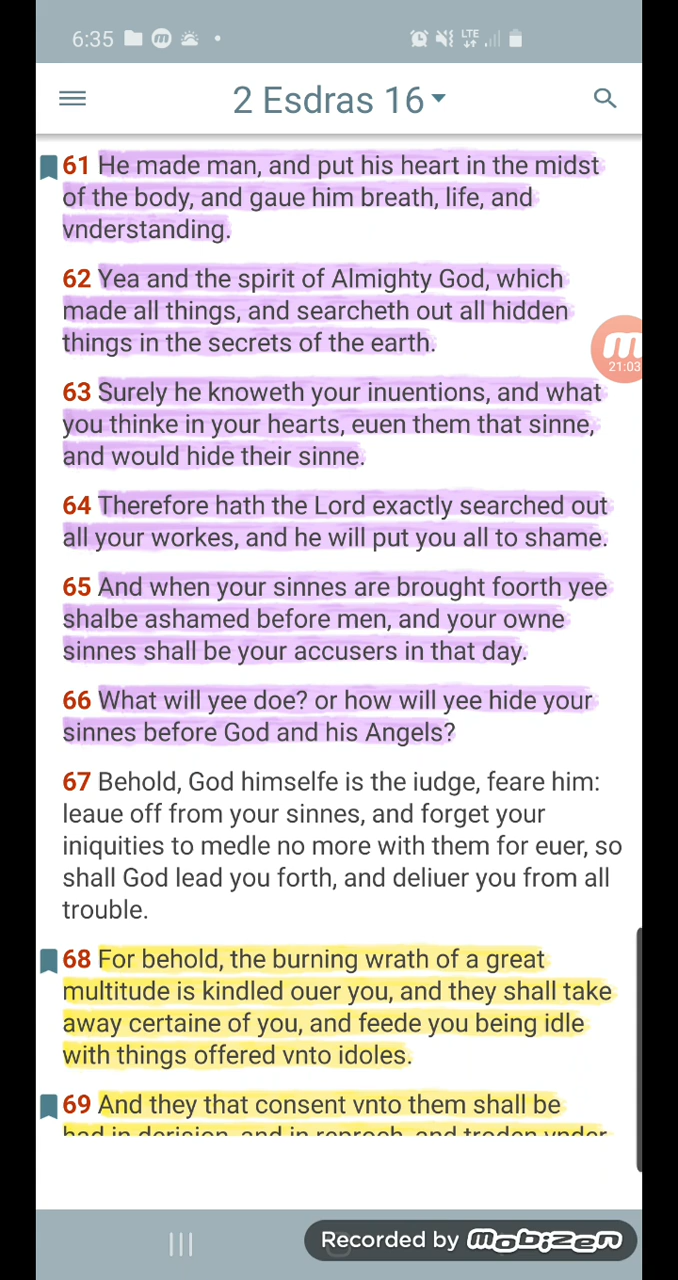 6:35 LTE
2 Esdras 16
61 He made man, and put his heart in the midst
of the body, and gaue him breath, life, and
vnderstanding.
62 Yea and the spirit of Almighty God, which
made all things, and searcheth out all hidden
things in the secrets of the earth.
21:03
63 Surely he knoweth your inuentions, and what
you thinke in your hearts, euen them that sinne,
and would hide their sinne.
64 Therefore hath the Lord exactly searched out
all your workes, and he will put you all to shame.
65 And when your sinnes are brought foorth yee
shalbe ashamed before men, and your owne
sinnes shall be your accusers in that day.
66 What will yee doe? or how will yee hide your
sinnes before God and his Angels?
67 Behold, God himselfe is the iudge, feare him:
leaue off from your sinnes, and forget your
iniquities to medle no more with them for euer, so
shall God lead you forth, and deliuer you from all
trouble.
68 For behold, the burning wrath of a great
multitude is kindled ouer you, and they shall take
away certaine of you, and feede you being idle
with things offered vnto idoles.
69 And they that consent vnto them shall be
had in derision, and in reproch, and troden vnder
Recorded by mobizen